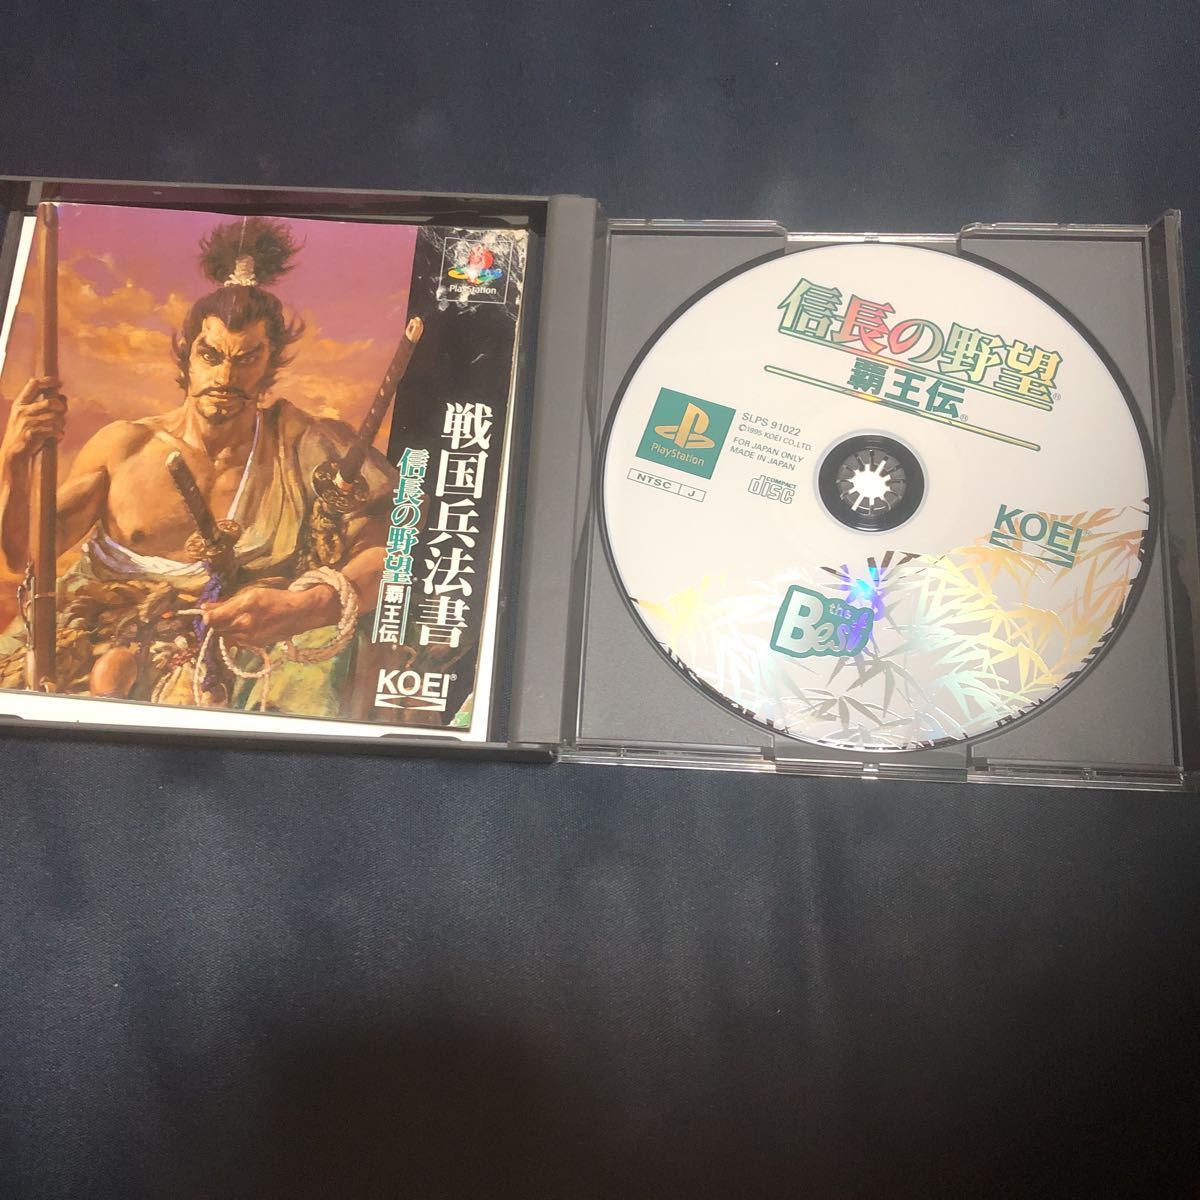 PlayStation
戦国兵法書
信長の野望
覇王伝®
KOEI®
信長の野望®
覇王伝®
PlayStation
SLPS 91022
©1995 KOEI CO.,LTD.
FOR JAPAN ONLY
MADE IN JAPAN
NTSC J
COMPACT
disc
KOEI®
the
Best